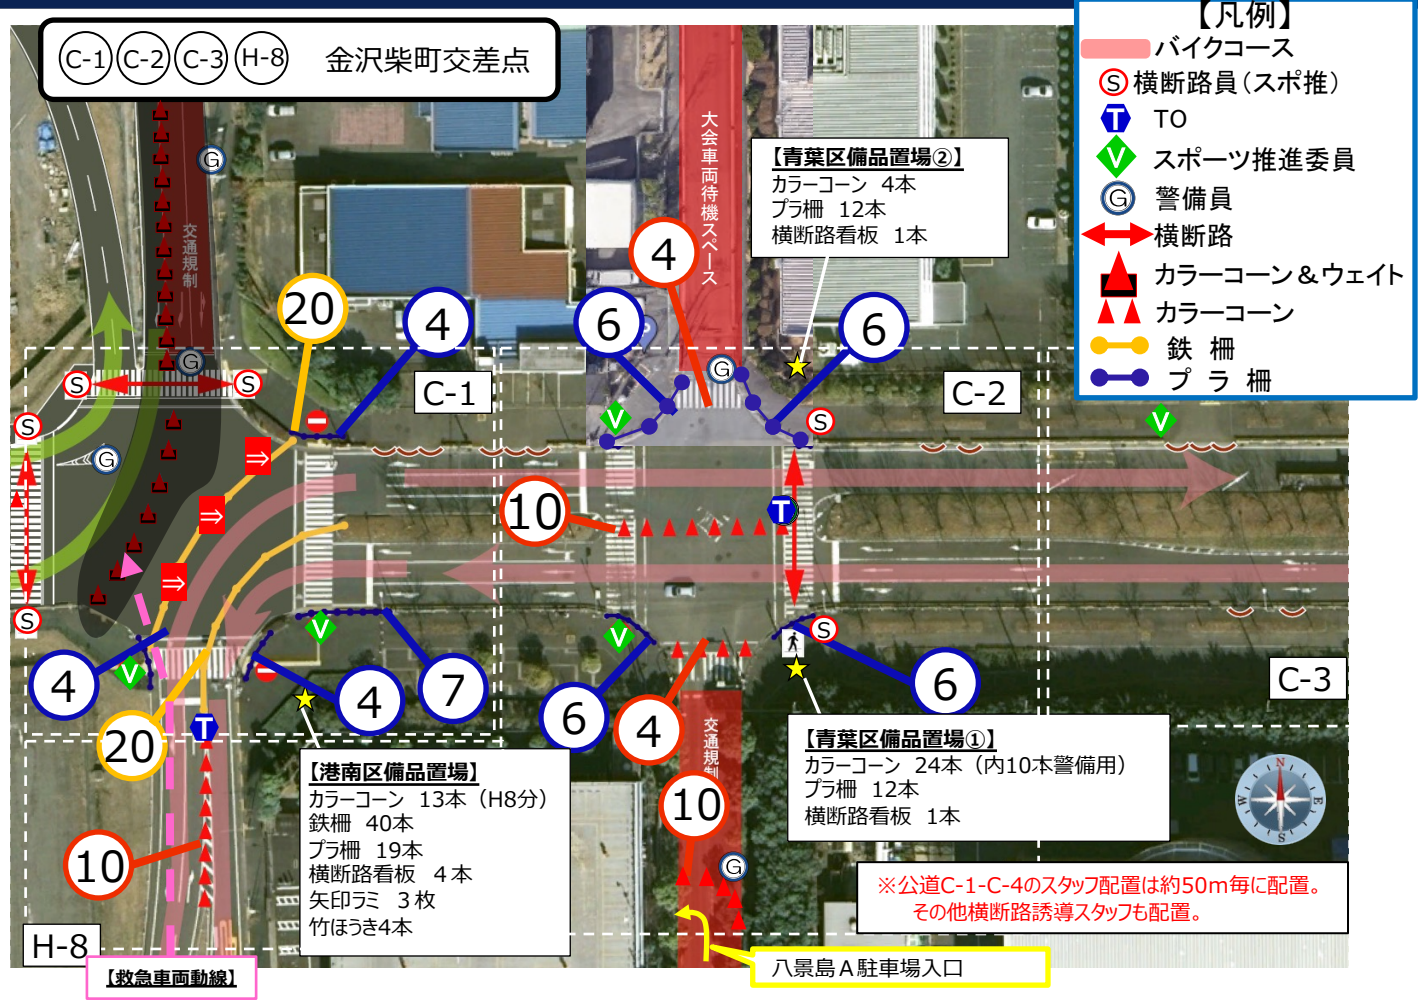 C-1 C-2 C-3 H-8 金沢柴町交差点
【凡例】
バイクコース
S 横断路員（スポ推）
T TO
V スポーツ推進委員
G 警備員
横断路
カラーコーン＆ウェイト
カラーコーン
鉄 柵
プラ 柵
大会車両待機スペース
【青葉区備品置場②】
カラーコーン 4本
プラ柵 12本
横断路看板 1本
交通規制
G
G
G
20
4
6
4
6
C-1
C-2
S
S
S
S
V
G
S
V
⇒
⇒
⇒
10
T
S
V
V
V
S
4
20
4
7
6
4
6
C-3
T
【港南区備品置場】
カラーコーン 13本（H8分）
鉄柵 40本
プラ柵 19本
横断路看板 4本
矢印ラミ 3枚
竹ほうき4本
交通規制
【青葉区備品置場①】
カラーコーン 24本（内10本警備用）
プラ柵 12本
横断路看板 1本
N
W
E
S
10
10
G
※公道C-1-C-4のスタッフ配置は約50m毎に配置。
その他横断路誘導スタッフも配置。
H-8
【救急車両動線】
八景島A駐車場入口